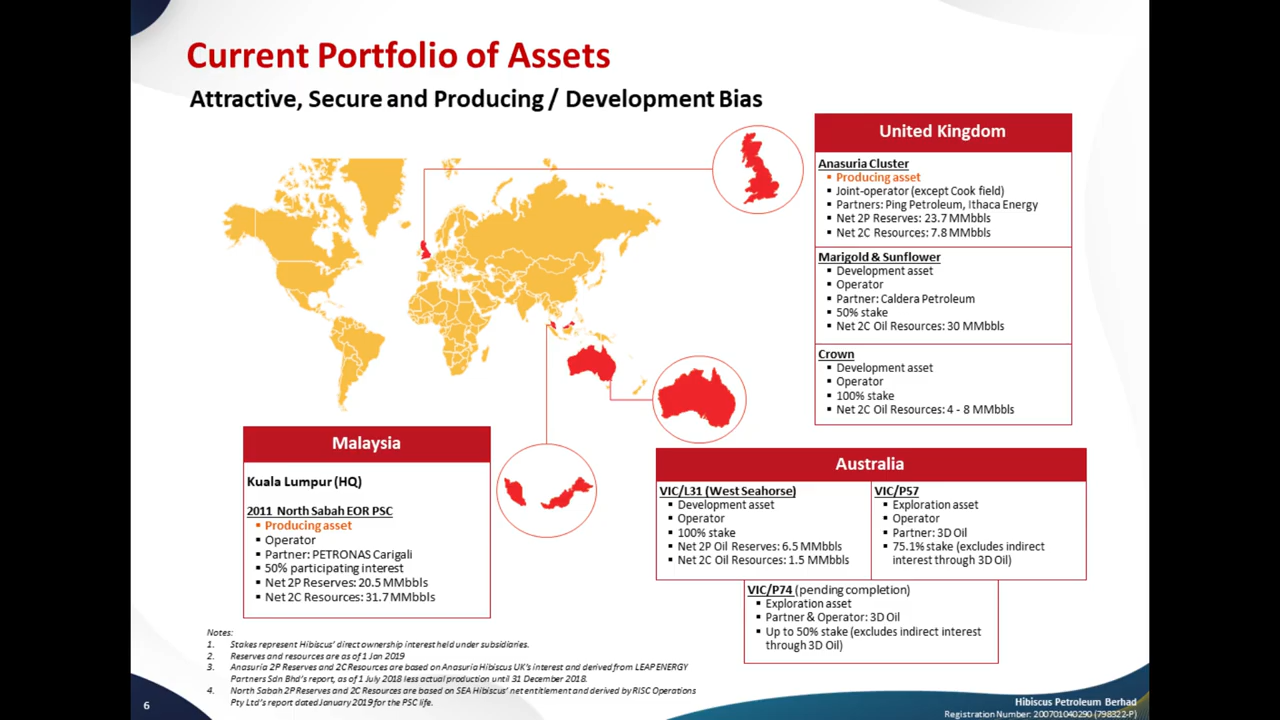 Current Portfolio of Assets
Attractive, Secure and Producing / Development Bias
United Kingdom
Anasuria Cluster
▪ Producing asset
▪ Joint-operator (except Cook field)
▪ Partners: Ping Petroleum, Ithaca Energy
▪ Net 2P Reserves: 23.7 MMbbls
▪ Net 2C Resources: 7.8 MMbbls
Marigold & Sunflower
▪ Development asset
▪ Operator
▪ Partner: Caldera Petroleum
▪ 50% stake
▪ Net 2C Oil Resources: 30 MMbbls
Crown
▪ Development asset
▪ Operator
▪ 100% stake
▪ Net 2C Oil Resources: 4 - 8 MMbbls
Malaysia
Kuala Lumpur (HQ)
2011 North Sabah EOR PSC
▪ Producing asset
▪ Operator
▪ Partner: PETRONAS Carigali
▪ 50% participating interest
▪ Net 2P Reserves: 20.5 MMbbls
▪ Net 2C Resources: 31.7 MMbbls
Australia
VIC/L31 (West Seahorse)
▪ Development asset
▪ Operator
▪ 100% stake
▪ Net 2P Oil Reserves: 6.5 MMbbls
▪ Net 2C Oil Resources: 1.5 MMbbls
VIC/P57
▪ Exploration asset
▪ Operator
▪ Partner: 3D Oil
▪ 75.1% stake (excludes indirect
interest through 3D Oil)
VIC/P74 (pending completion)
▪ Exploration asset
▪ Partner & Operator: 3D Oil
▪ Up to 50% stake (excludes indirect interest
through 3D Oil)
Notes:
1. Stakes represent Hibiscus' direct ownership interest held under subsidiaries.
2. Reserves and resources are as of 1 Jan 2019
3. Anasuria 2P Reserves and 2C Resources are based on Anasuria Hibiscus UK's interest and derived from LEAP ENERGY
Partners Sdn Bhd's report, as of 1 July 2018 less actual production until 31 December 2018.
4. North Sabah 2P Reserves and 2C Resources are based on SEA Hibiscus' net entitlement and derived by RISC Operations
Pty Ltd's report dated January 2019 for the PSC life.
6
Hibiscus Petroleum Berhad
Registration Number: 200701040290 (798322-P)